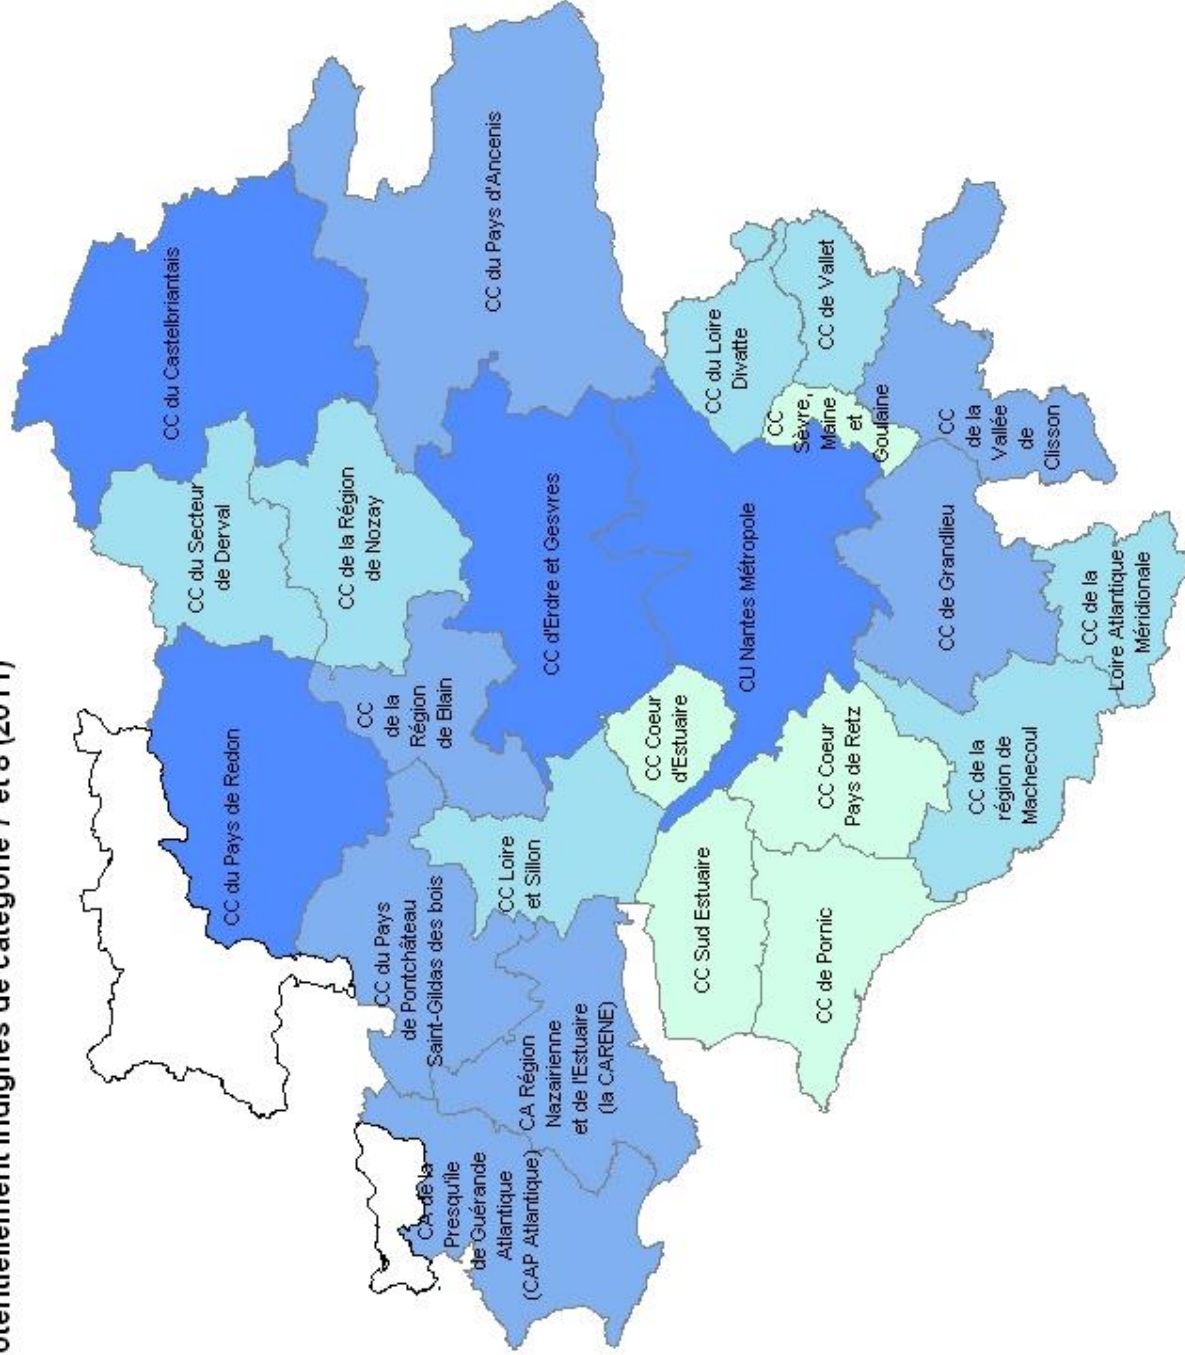 otentiellement indignes de catégorie 7 et 8 (2011)
CC du Castelbriantais
CC du Secteur
de Derval
CC du Pays de Redon
CC de la Région
de Nozay
CC du Pays d'Ancenis
CC
de la
Région
de Blain
CC du Pays
de Pontchâteau
Saint-Gildas des bois
CA de la
Presqu'île
de Guérande
Atlantique
(CAP Atlantique)
CC Loire
et Sillon
CC d'Erdre et Gesvres
CA Région
Nazairienne
et de l'Estuaire
(la CARENE)
CC Coeur
d'Estuaire
CU Nantes Métropole
CC du Loire
Divatte
CC de Vallet
CC
Sèvre,
Maine
et
Goulaine
CC Sud Estuaire
CC de Pornic
CC Coeur
Pays de Retz
CC de Grandlieu
CC
de la
Vallée
de
Clisson
CC de la
région de
Machecoul
CC de la
Loire Atlantique
Méridionale